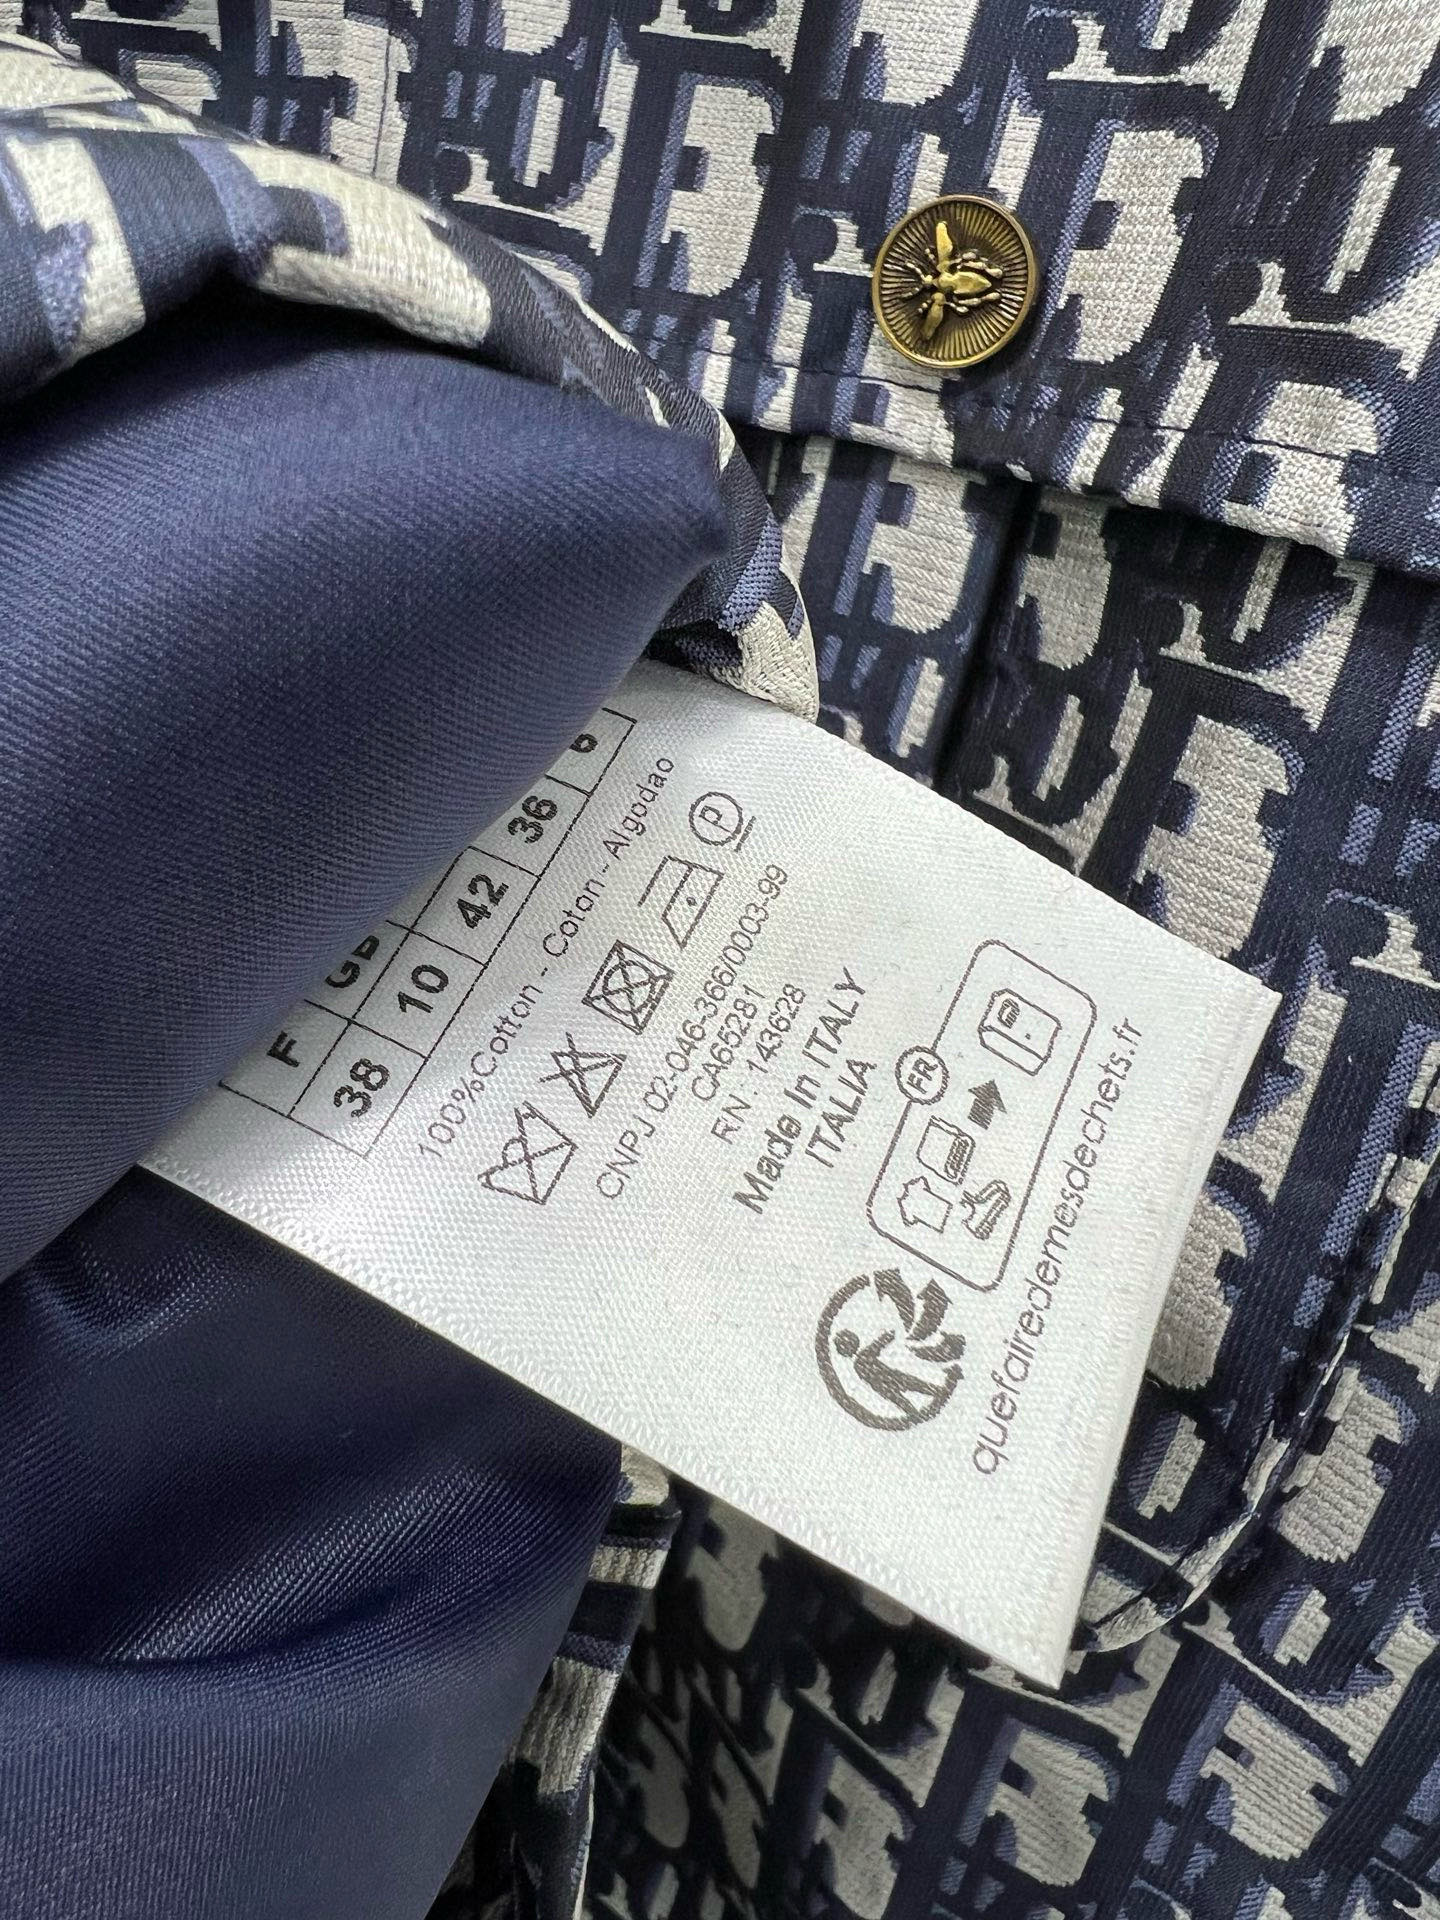 F GB 6
38 10 42 36
100%Cotton - Coton - Algodao
P
CNPJ 02-046-366/0003-99
CA65281
RN: 143628
Made In ITALY
ITALIA
FR
quefairedemesdechets.fr